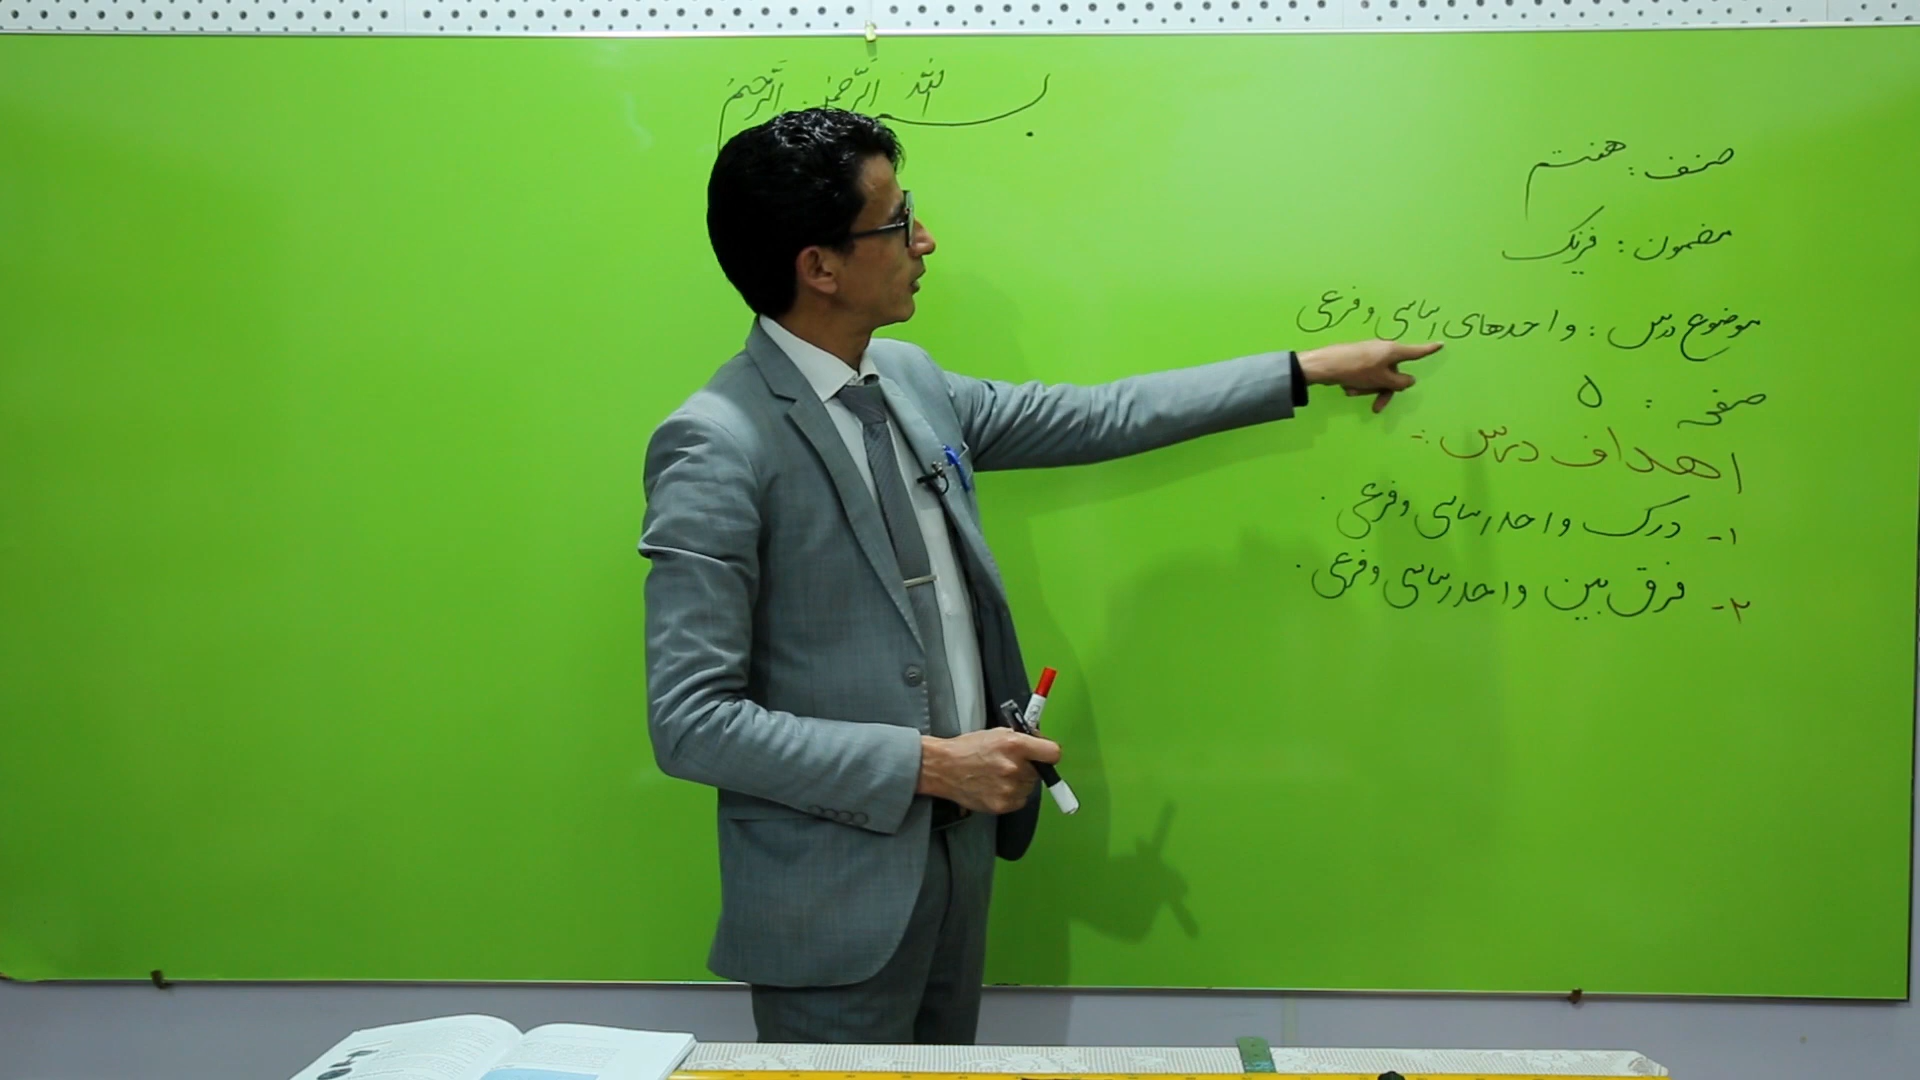 بسم الله الرحمن الرحیم
صنف : هفتم
مضمون : فزیک
موضوع درس : واحدهای اساسی و فرعی
صفحه : ۵
اهداف درس :-
۱- درک واحد اساسی و فرعی .
۲- فرق بین واحد اساسی و فرعی .